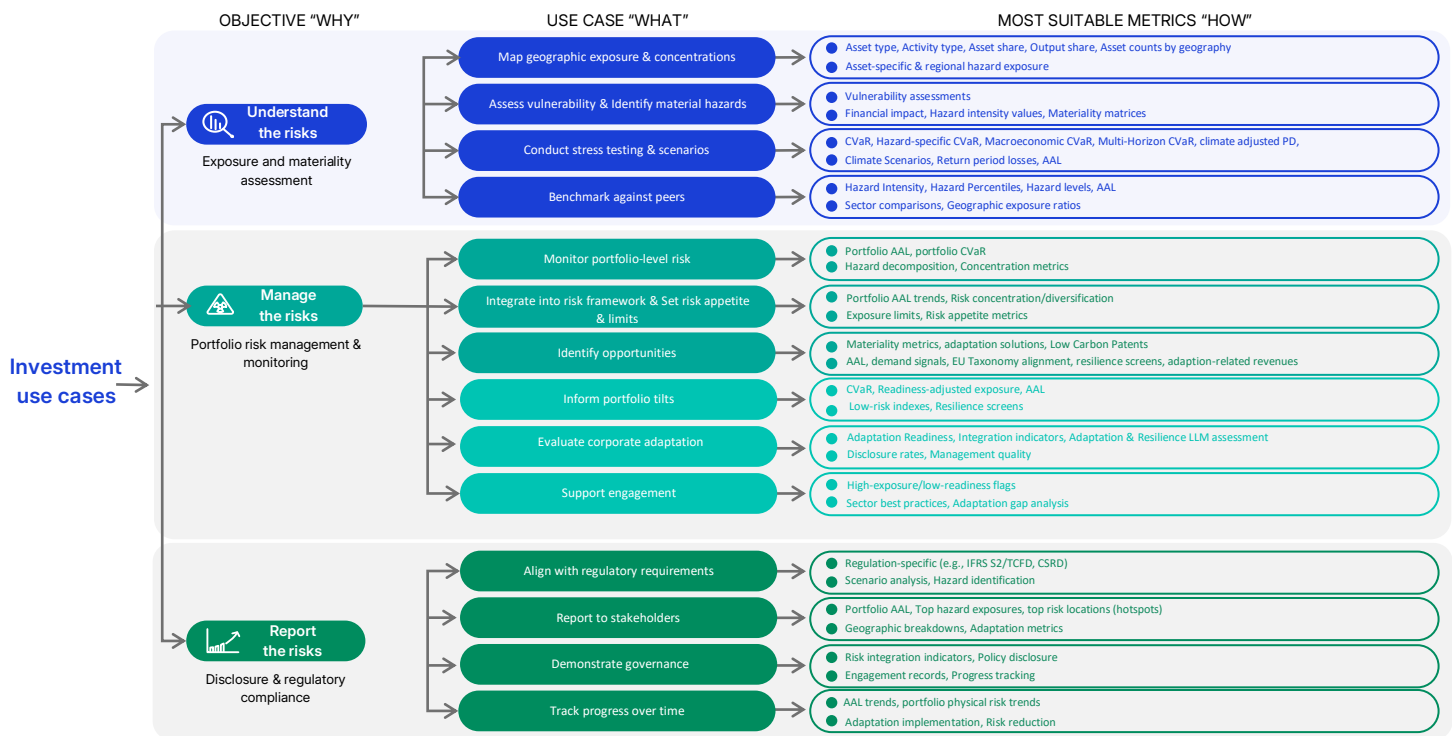 OBJECTIVE “WHY”
USE CASE “WHAT”
MOST SUITABLE METRICS “HOW”
Investment
use cases
Understand
the risks
Exposure and materiality
assessment
Map geographic exposure & concentrations
Asset type, Activity type, Asset share, Output share, Asset counts by geography
Asset-specific & regional hazard exposure
Assess vulnerability & Identify material hazards
Vulnerability assessments
Financial impact, Hazard intensity values, Materiality matrices
Conduct stress testing & scenarios
CVaR, Hazard-specific CVaR, Macroeconomic CVaR, Multi-Horizon CVaR, climate adjusted PD,
Climate Scenarios, Return period losses, AAL
Benchmark against peers
Hazard Intensity, Hazard Percentiles, Hazard levels, AAL
Sector comparisons, Geographic exposure ratios
Manage
the risks
Portfolio risk management &
monitoring
Monitor portfolio-level risk
Portfolio AAL, portfolio CVaR
Hazard decomposition, Concentration metrics
Integrate into risk framework & Set risk appetite
& limits
Portfolio AAL trends, Risk concentration/diversification
Exposure limits, Risk appetite metrics
Identify opportunities
Materiality metrics, adaptation solutions, Low Carbon Patents
AAL, demand signals, EU Taxonomy alignment, resilience screens, adaption-related revenues
Inform portfolio tilts
CVaR, Readiness-adjusted exposure, AAL
Low-risk indexes, Resilience screens
Evaluate corporate adaptation
Adaptation Readiness, Integration indicators, Adaptation & Resilience LLM assessment
Disclosure rates, Management quality
Support engagement
High-exposure/low-readiness flags
Sector best practices, Adaptation gap analysis
Report
the risks
Disclosure & regulatory
compliance
Align with regulatory requirements
Regulation-specific (e.g., IFRS S2/TCFD, CSRD)
Scenario analysis, Hazard identification
Report to stakeholders
Portfolio AAL, Top hazard exposures, top risk locations (hotspots)
Geographic breakdowns, Adaptation metrics
Demonstrate governance
Risk integration indicators, Policy disclosure
Engagement records, Progress tracking
Track progress over time
AAL trends, portfolio physical risk trends
Adaptation implementation, Risk reduction